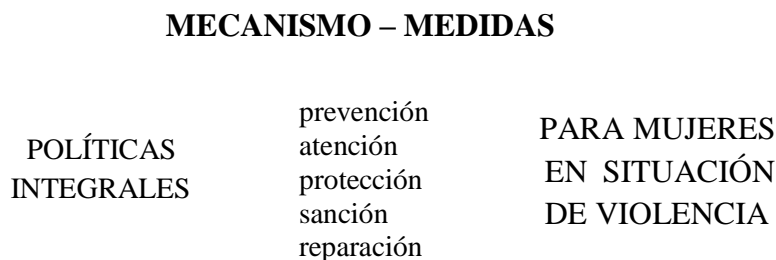 MECANISMO – MEDIDAS
POLÍTICAS
INTEGRALES
prevención
atención
protección
sanción
reparación
PARA MUJERES
EN SITUACIÓN
DE VIOLENCIA